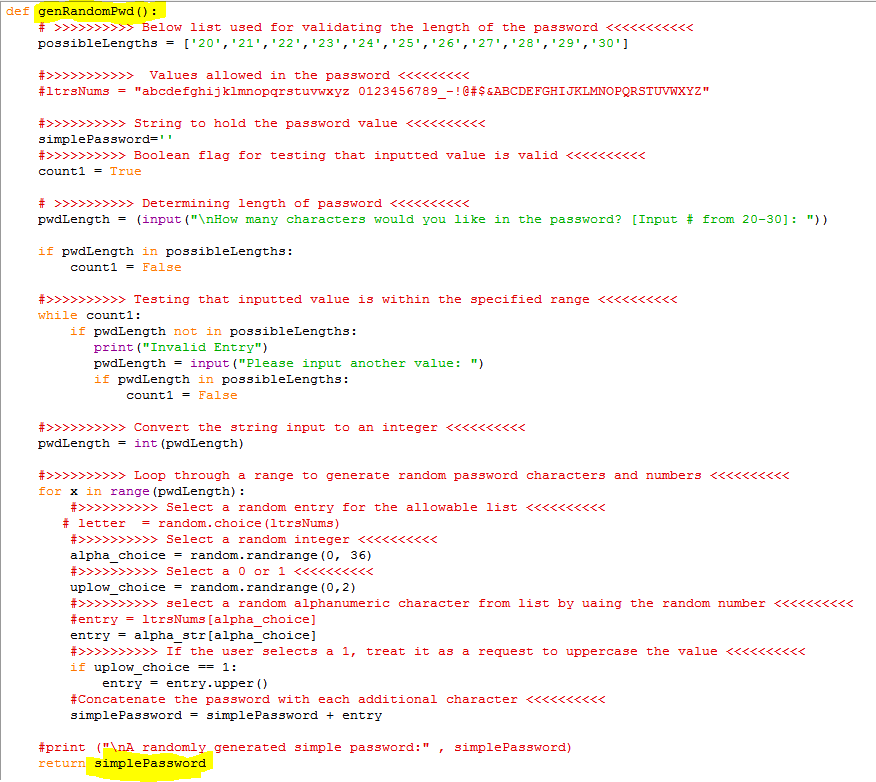 def genRandomPwd():
# >>>>>>>>>> Below list used for validating the length of the password <<<<<<<<<<<
possibleLengths = ['20','21','22','23','24','25','26','27','28','29','30']
#>>>>>>>>>>>  Values allowed in the password <<<<<<<<<
#ltrsNums = "abcdefghijklmnopqrstuvwxyz 0123456789_-!@#$&ABCDEFGHIJKLMNOPQRSTUVWXYZ"
#>>>>>>>>>> String to hold the password value <<<<<<<<<<
simplePassword=''
#>>>>>>>>>> Boolean flag for testing that inputted value is valid <<<<<<<<<<
count1 = True
# >>>>>>>>>> Determining length of password <<<<<<<<<<
pwdLength = (input("\nHow many characters would you like in the password? [Input # from 20-30]: "))
if pwdLength in possibleLengths:
count1 = False
#>>>>>>>>>> Testing that inputted value is within the specified range <<<<<<<<<<
while count1:
if pwdLength not in possibleLengths:
print("Invalid Entry")
pwdLength = input("Please input another value: ")
if pwdLength in possibleLengths:
count1 = False
#>>>>>>>>>> Convert the string input to an integer <<<<<<<<<<
pwdLength = int(pwdLength)
#>>>>>>>>>> Loop through a range to generate random password characters and numbers <<<<<<<<<<
for x in range(pwdLength):
#>>>>>>>>>> Select a random entry for the allowable list <<<<<<<<<<
# letter  = random.choice(ltrsNums)
#>>>>>>>>>> Select a random integer <<<<<<<<<<
alpha_choice = random.randrange(0, 36)
#>>>>>>>>>> Select a 0 or 1 <<<<<<<<<<
uplow_choice = random.randrange(0,2)
#>>>>>>>>>> select a random alphanumeric character from list by uaing the random number <<<<<<<<<<
#entry = ltrsNums[alpha_choice]
entry = alpha_str[alpha_choice]
#>>>>>>>>>> If the user selects a 1, treat it as a request to uppercase the value <<<<<<<<<<
if uplow_choice == 1:
entry = entry.upper()
#Concatenate the password with each additional character <<<<<<<<<<
simplePassword = simplePassword + entry
#print ("\nA randomly generated simple password:" , simplePassword)
return simplePassword